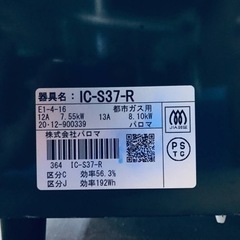 器具名：IC-S37-R
E1-4-16 都市ガス用
12A 7.55kW 13A 8.10kW
20・12-900339 パロマ
株式会社パロマ
JIA認証
PS
TG
364 IC-S37-R
区分C 効率56.3%
区分J 効率192Wh